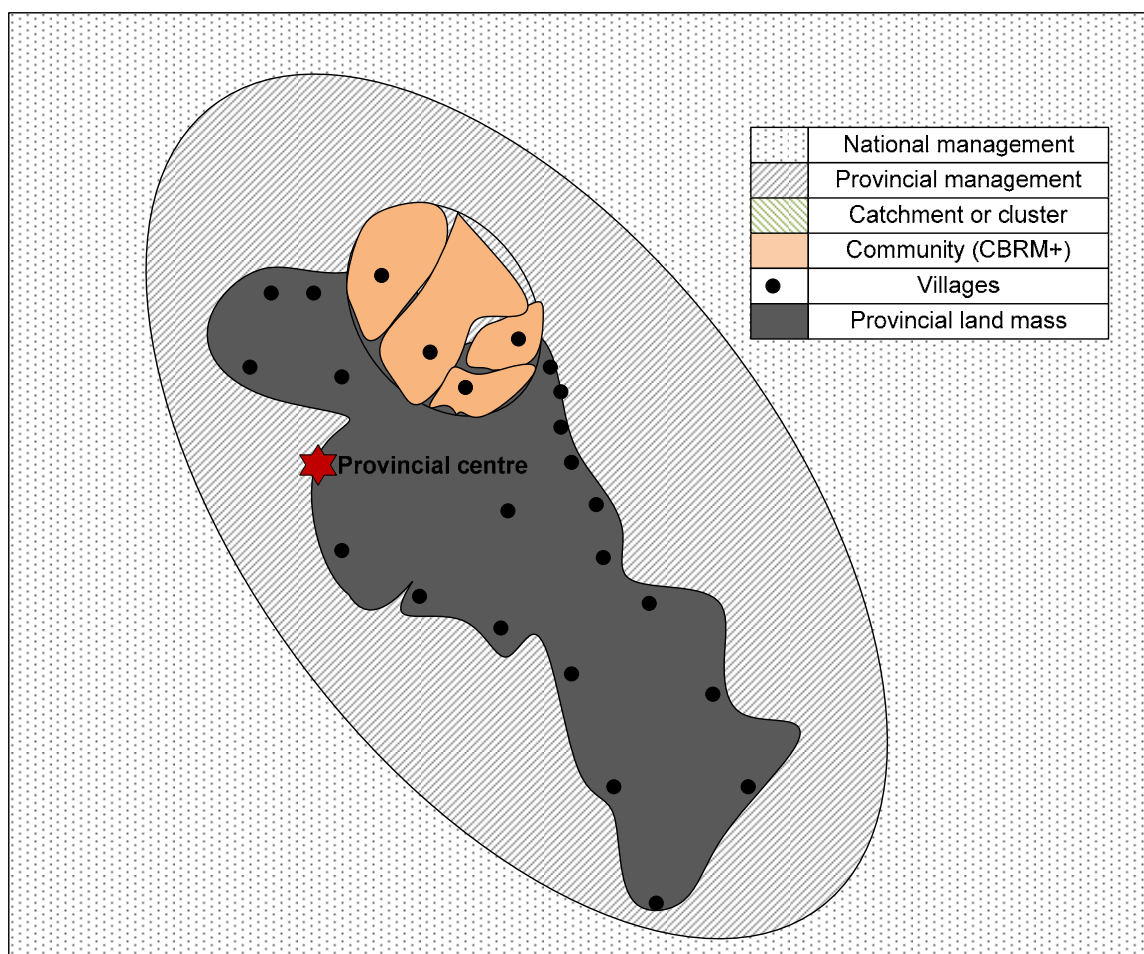 National management
Provincial management
Catchment or cluster
Community (CBRM+)
Villages
Provincial land mass
Provincial centre